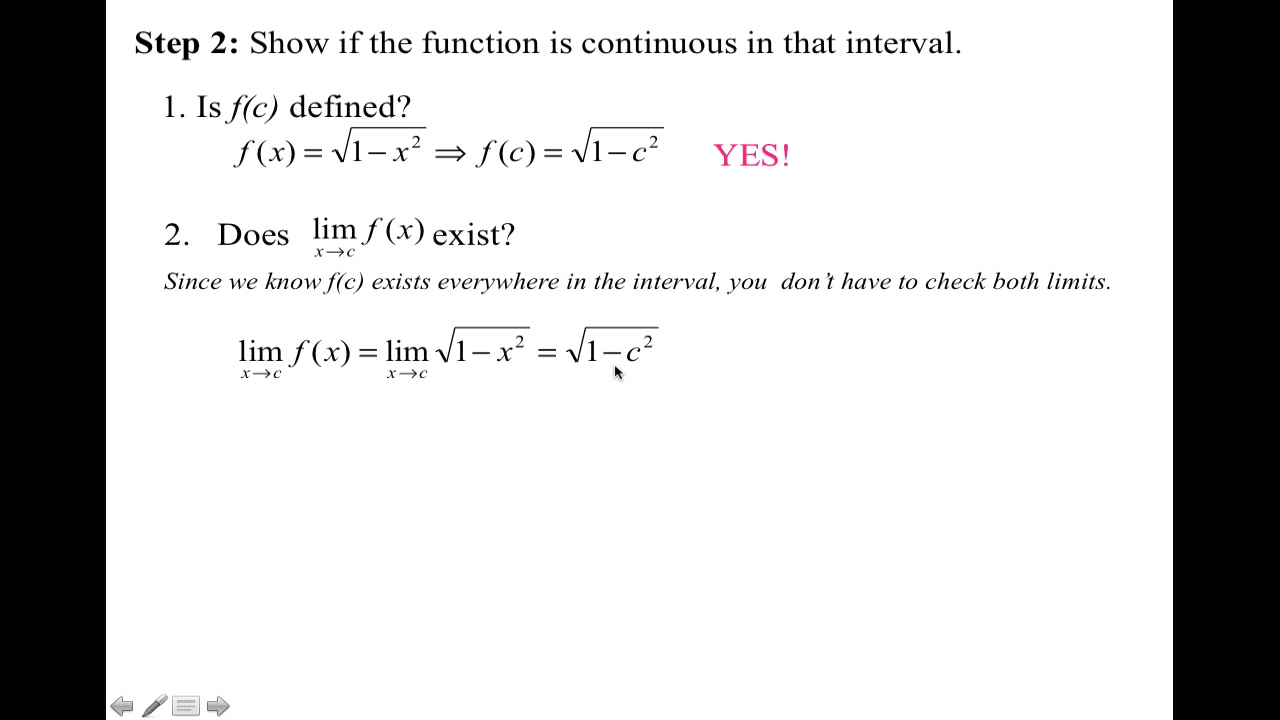 Step 2: Show if the function is continuous in that interval.
1. Is f(c) defined?
f(x) = √(1−x²) ⇒ f(c) = √(1−c²) YES!
2. Does lim x→c f(x) exist?
Since we know f(c) exists everywhere in the interval, you don't have to check both limits.
lim x→c f(x) = lim x→c √(1−x²) = √(1−c²)